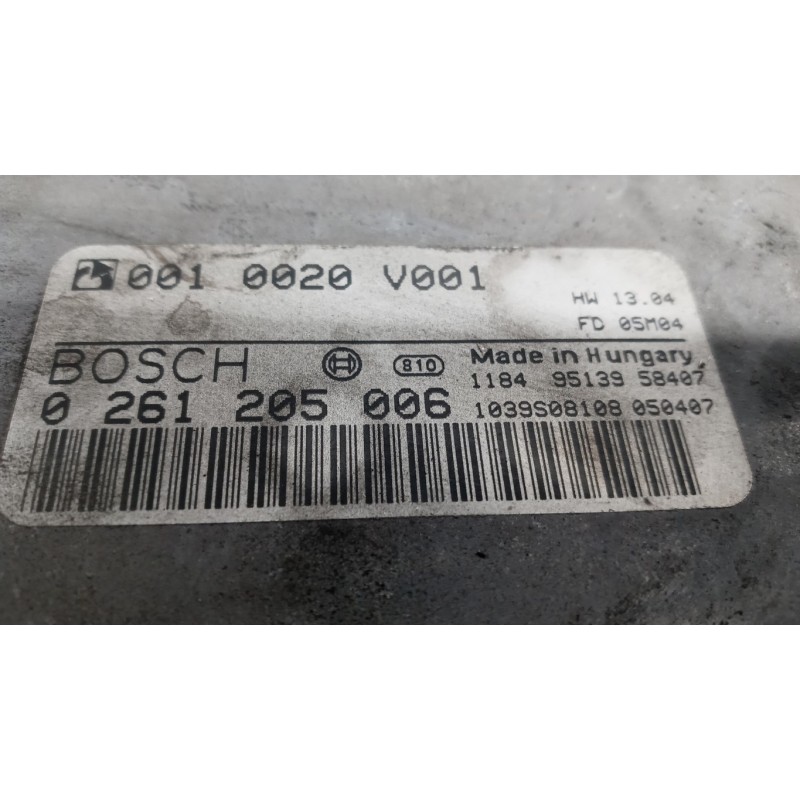 001 0020 V001
HW 13.04
FD 05M04
BOSCH 810 Made in Hungary
1184 95139 58407
0 261 205 006 1039S08108 050407